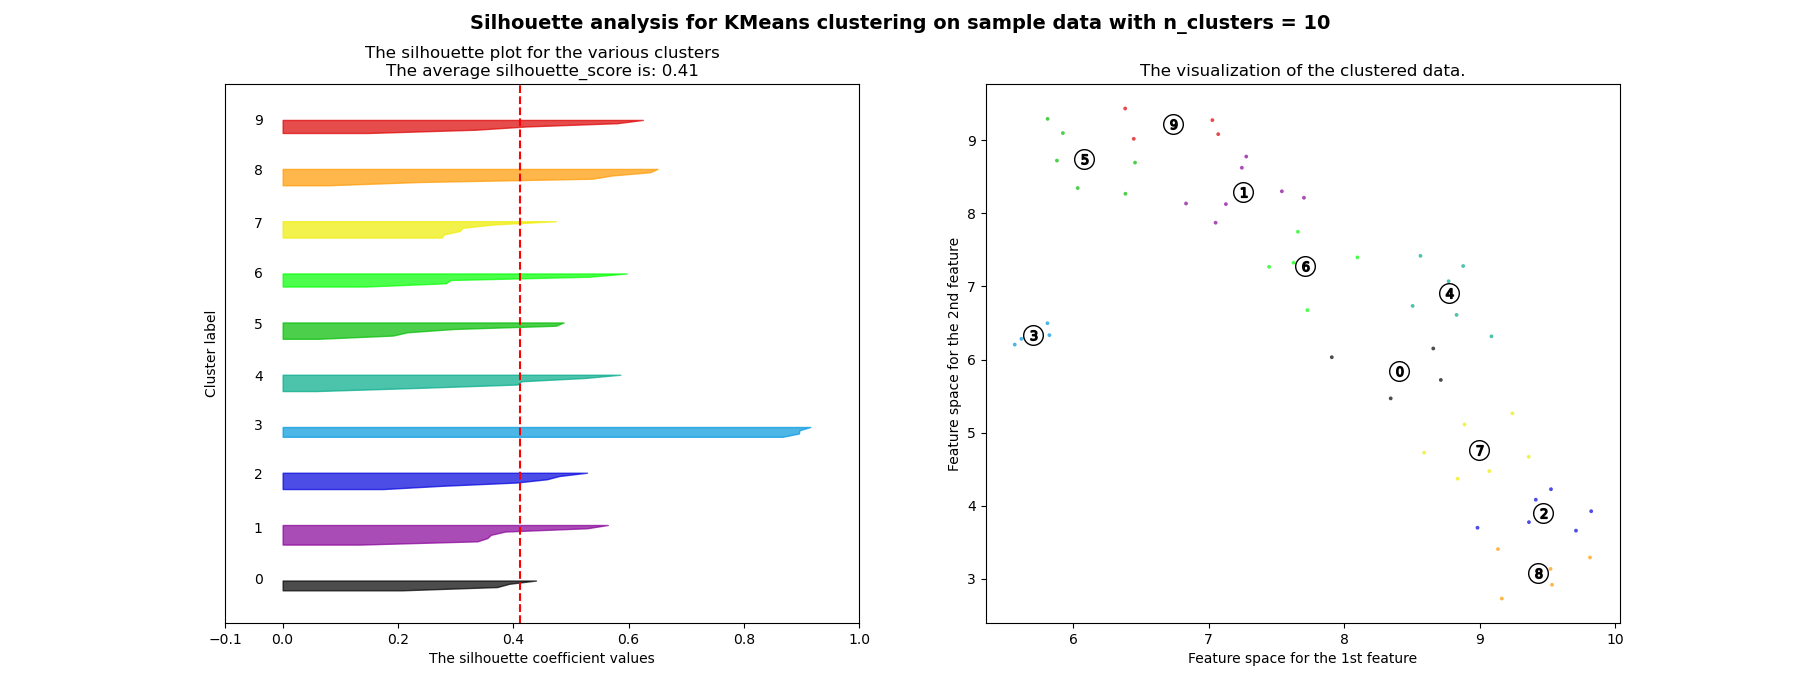 Silhouette analysis for KMeans clustering on sample data with n_clusters = 10
The silhouette plot for the various clusters
The average silhouette_score is: 0.41
9
8
7
6
5
4
3
2
1
0
Cluster label
−0.1 0.0 0.2 0.4 0.6 0.8 1.0
The silhouette coefficient values
The visualization of the clustered data.
9
8
7
6
5
4
3
Feature space for the 2nd feature
9
5
1
6
4
3
0
7
2
8
6 7 8 9 10
Feature space for the 1st feature